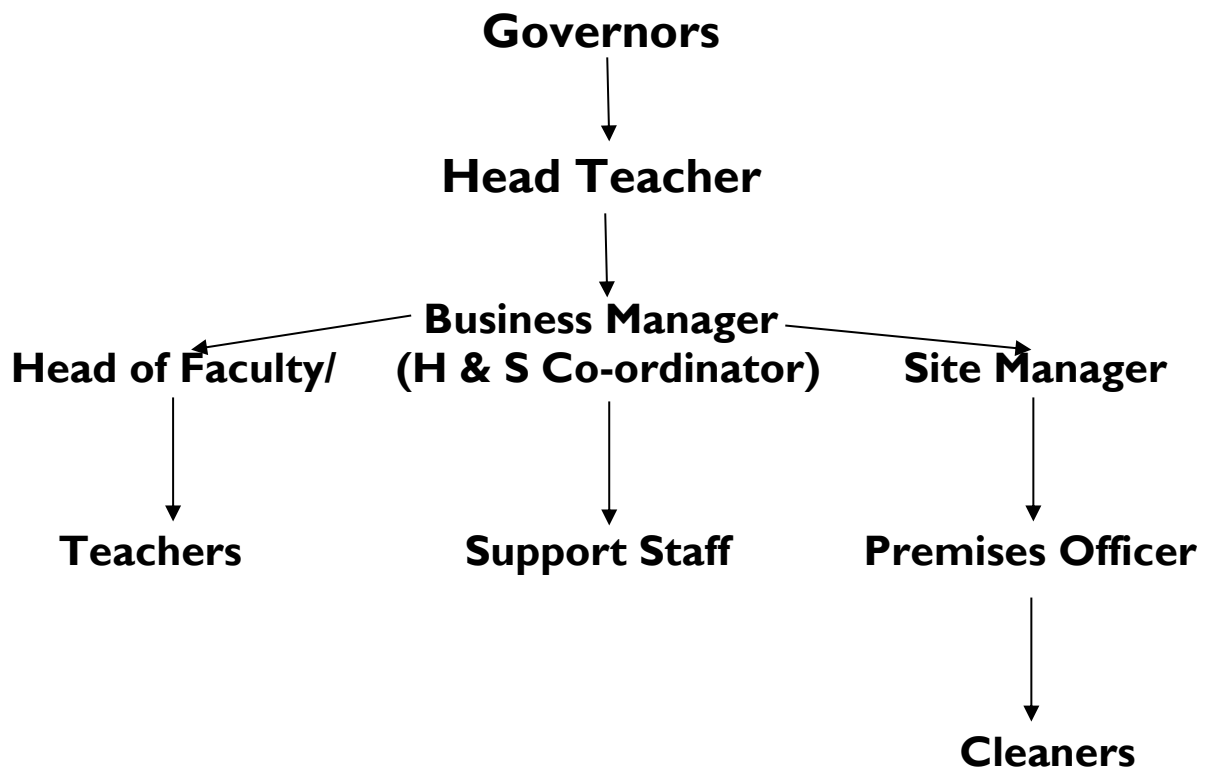 Governors
Head Teacher
Business Manager
Head of Faculty/ (H & S Co-ordinator) Site Manager
Teachers Support Staff Premises Officer
Cleaners